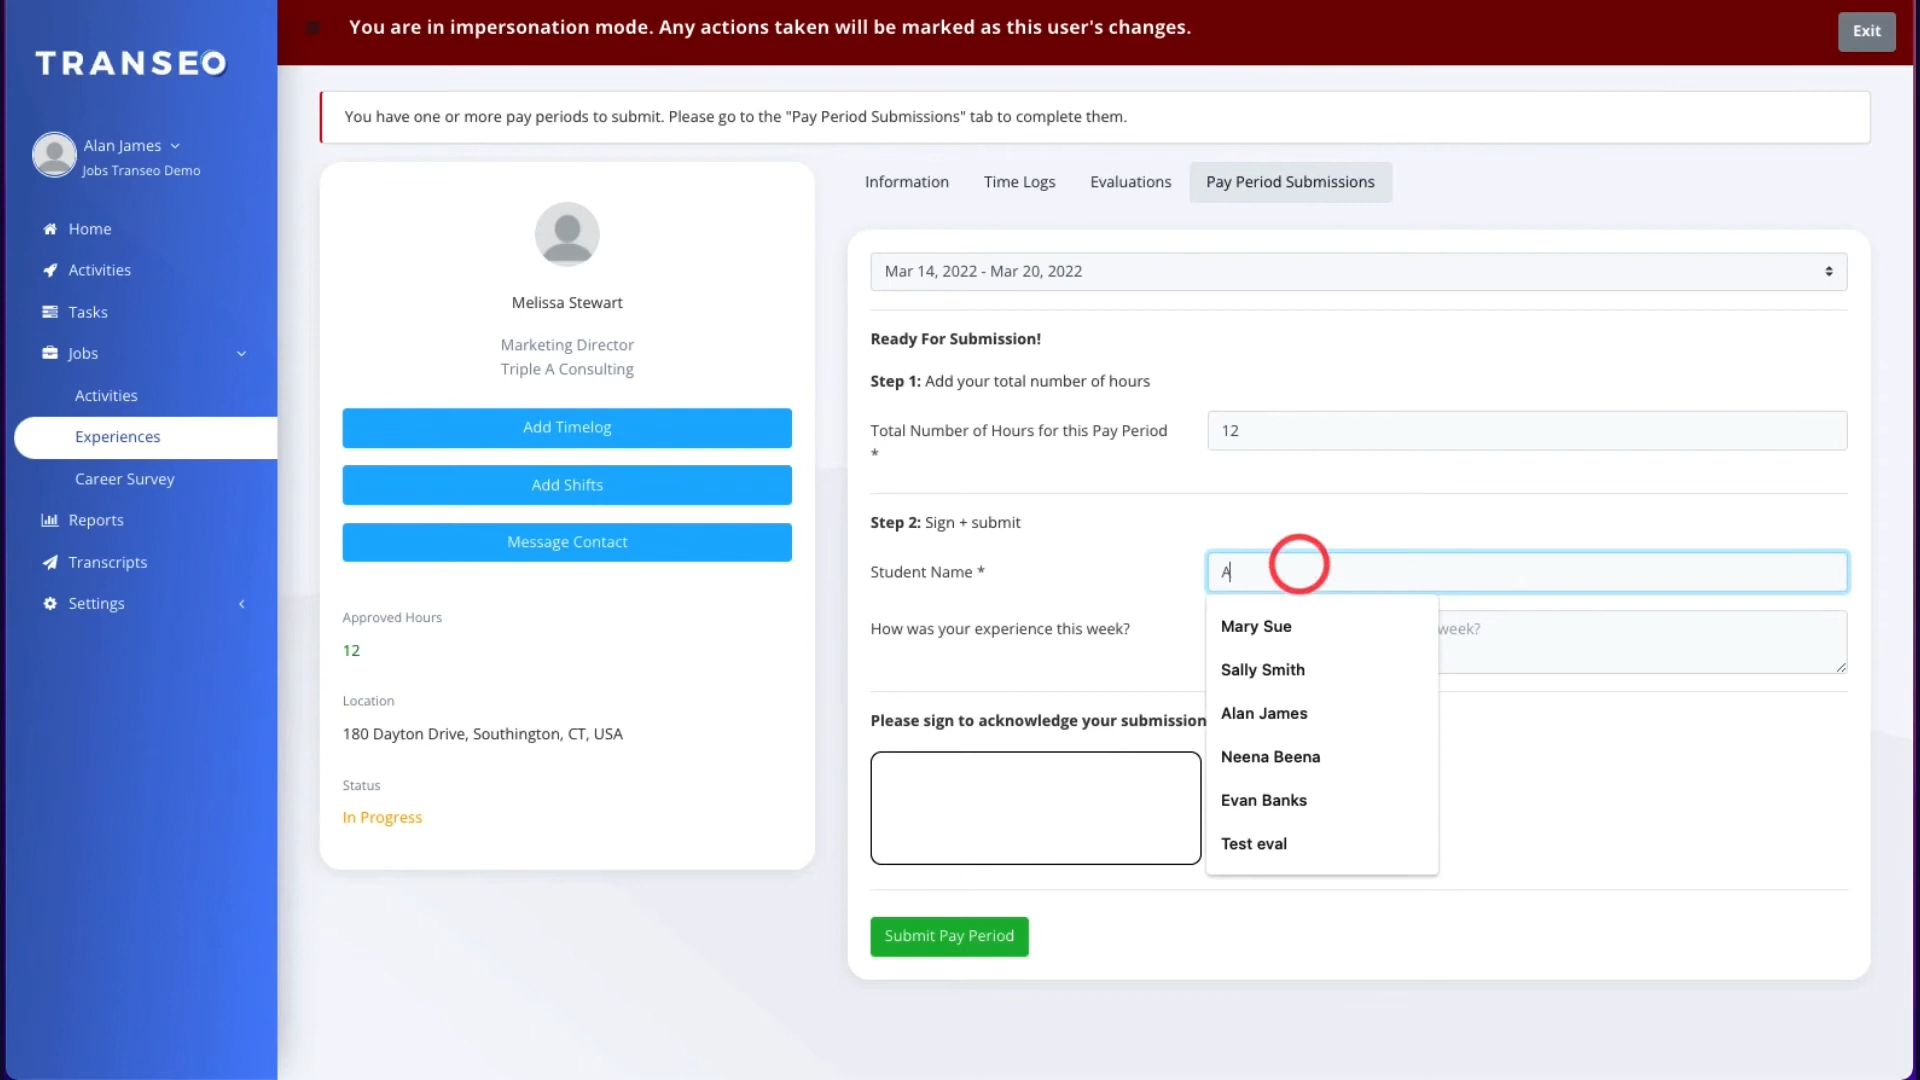 You are in impersonation mode. Any actions taken will be marked as this user's changes.
Exit
TRANSEO
Alan James
Jobs Transeo Demo
Home
Activities
Tasks
Jobs
Activities
Experiences
Career Survey
Reports
Transcripts
Settings
You have one or more pay periods to submit. Please go to the "Pay Period Submissions" tab to complete them.
Melissa Stewart
Marketing Director
Triple A Consulting
Add Timelog
Add Shifts
Message Contact
Approved Hours
12
Location
180 Dayton Drive, Southington, CT, USA
Status
In Progress
Information Time Logs Evaluations Pay Period Submissions
Mar 14, 2022 - Mar 20, 2022
Ready For Submission!
Step 1: Add your total number of hours
Total Number of Hours for this Pay Period
*
12
Step 2: Sign + submit
Student Name *
A
How was your experience this week?
week?
Mary Sue
Sally Smith
Alan James
Neena Beena
Evan Banks
Test eval
Please sign to acknowledge your submission
Submit Pay Period